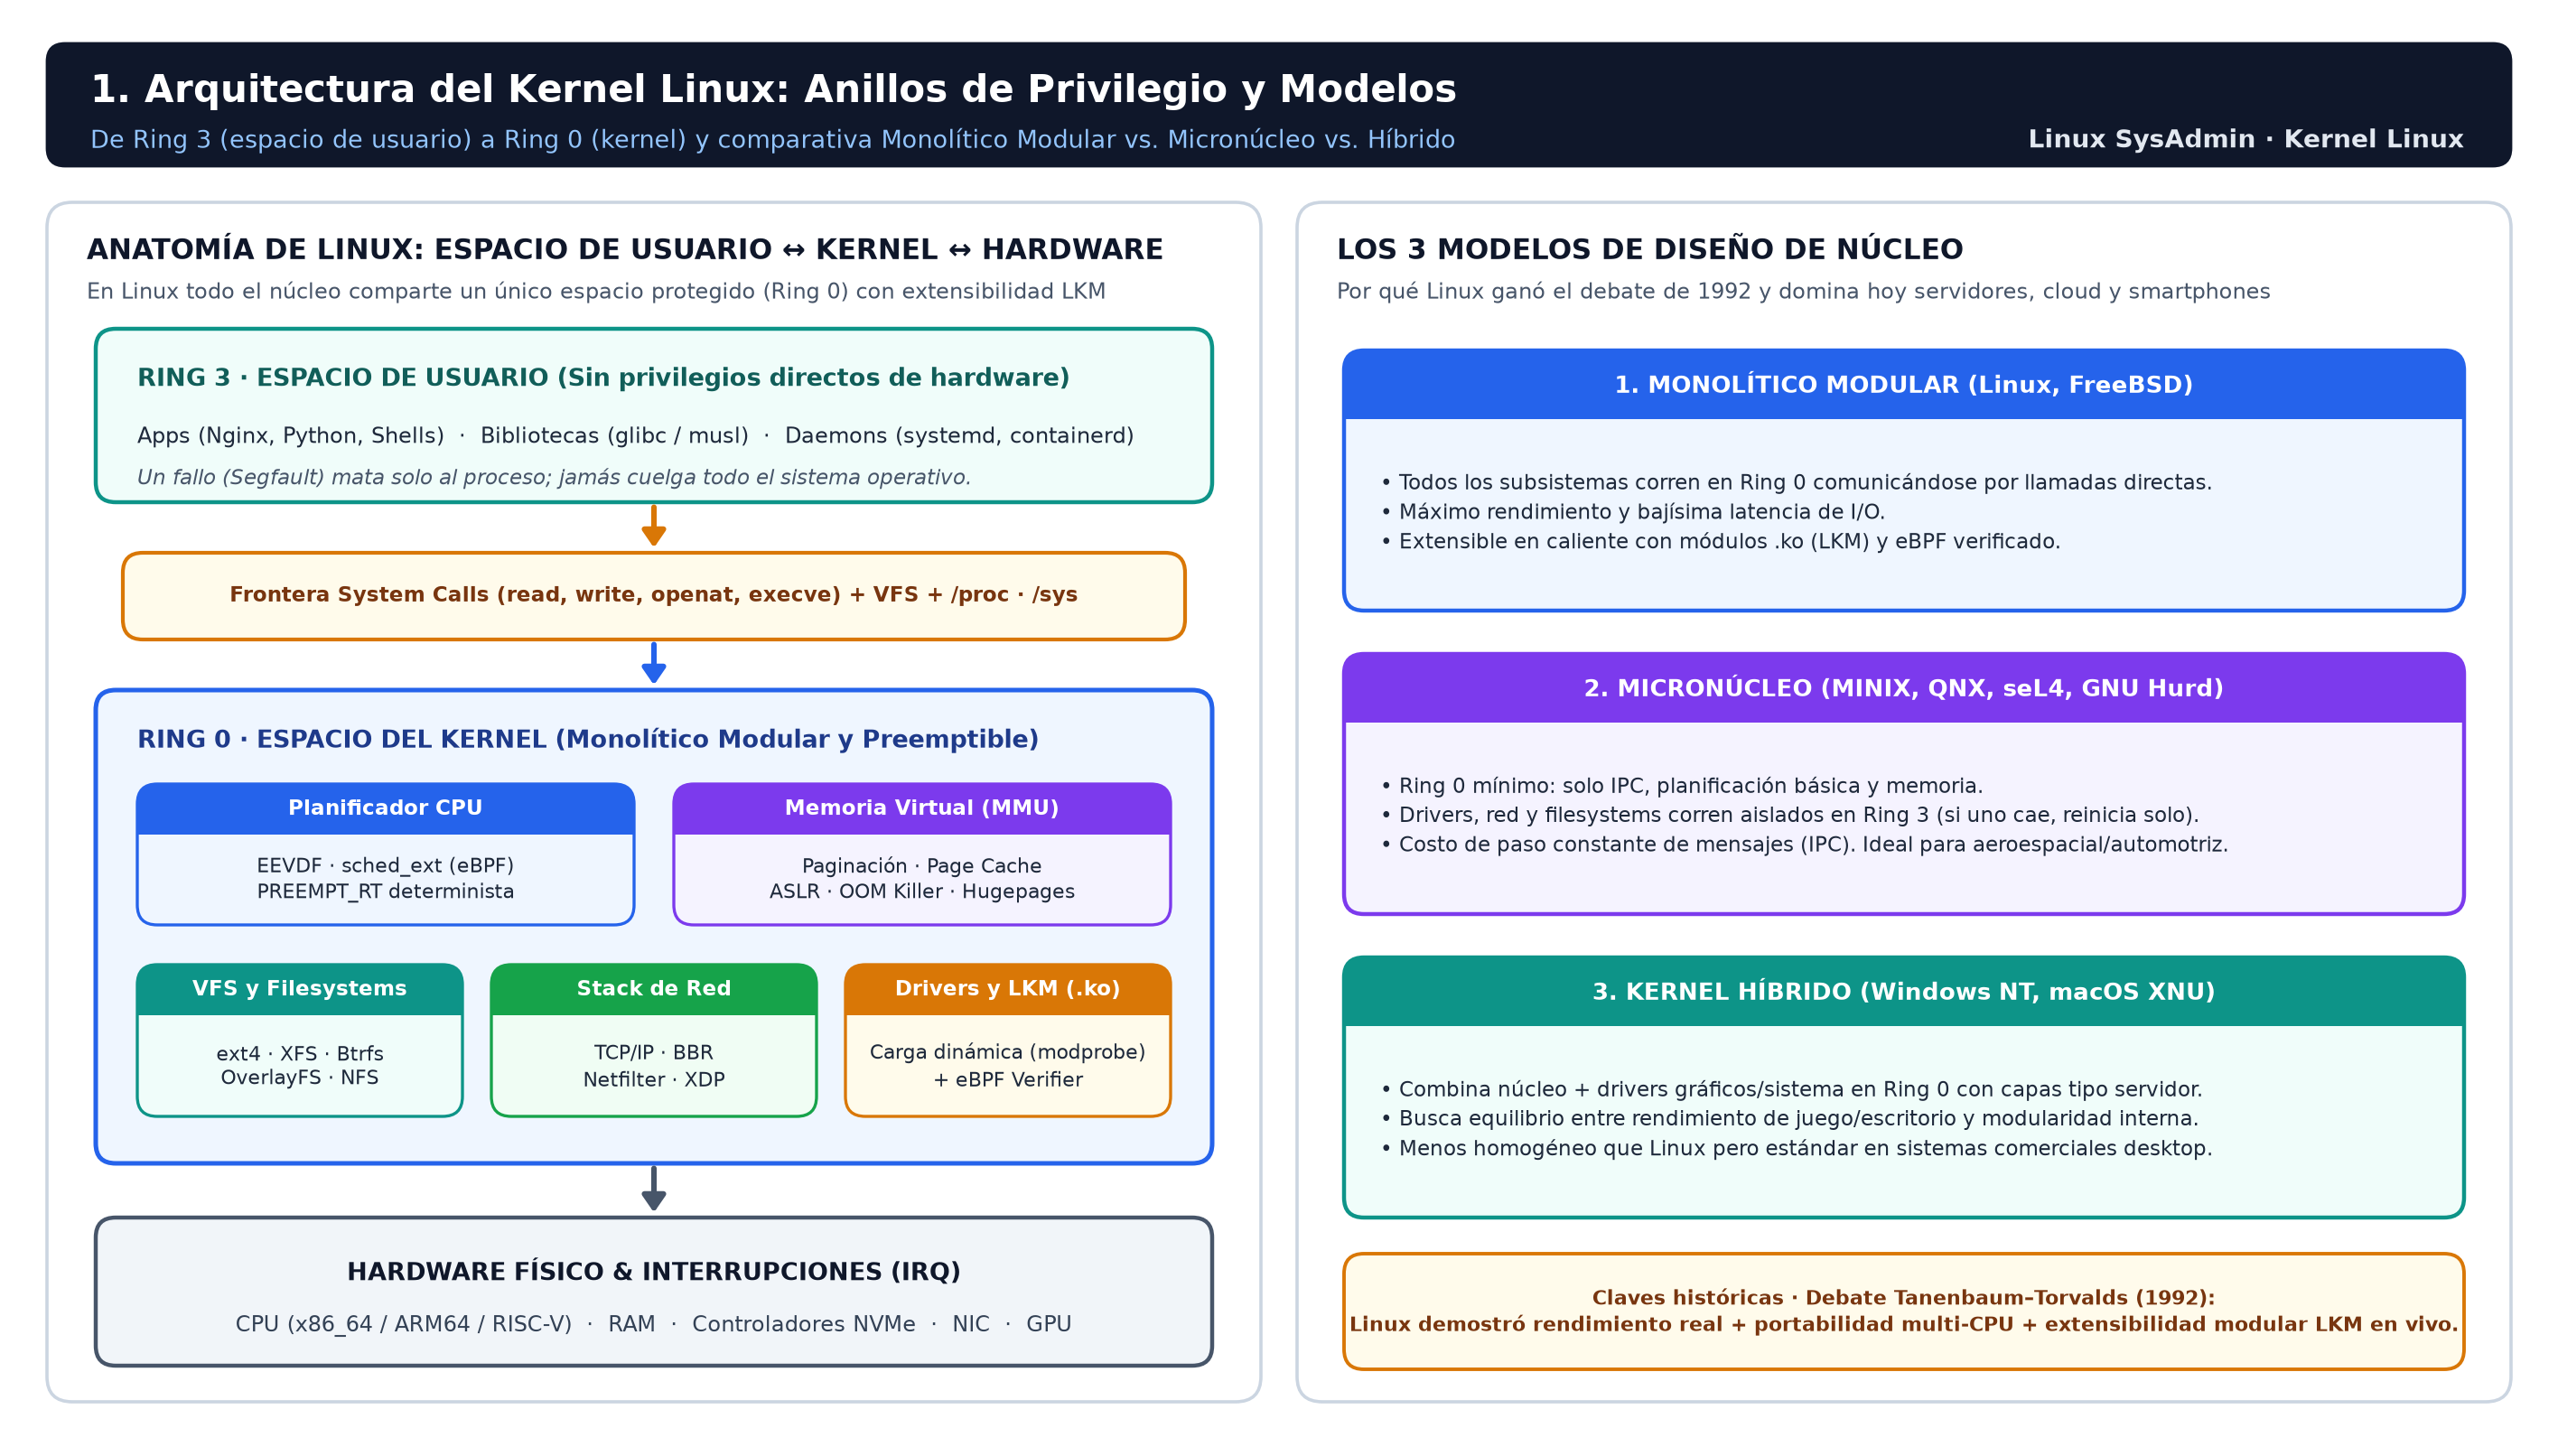 1. Arquitectura del Kernel Linux: Anillos de Privilegio y Modelos
De Ring 3 (espacio de usuario) a Ring 0 (kernel) y comparativa Monolítico Modular vs. Micronúcleo vs. Híbrido
Linux SysAdmin · Kernel Linux
ANATOMÍA DE LINUX: ESPACIO DE USUARIO ↔ KERNEL ↔ HARDWARE
En Linux todo el núcleo comparte un único espacio protegido (Ring 0) con extensibilidad LKM
RING 3 · ESPACIO DE USUARIO (Sin privilegios directos de hardware)
Apps (Nginx, Python, Shells) · Bibliotecas (glibc / musl) · Daemons (systemd, containerd)
Un fallo (Segfault) mata solo al proceso; jamás cuelga todo el sistema operativo.
Frontera System Calls (read, write, openat, execve) + VFS + /proc · /sys
RING 0 · ESPACIO DEL KERNEL (Monolítico Modular y Preemptible)
Planificador CPU
EEVDF · sched_ext (eBPF)
PREEMPT_RT determinista
Memoria Virtual (MMU)
Paginación · Page Cache
ASLR · OOM Killer · Hugepages
VFS y Filesystems
ext4 · XFS · Btrfs
OverlayFS · NFS
Stack de Red
TCP/IP · BBR
Netfilter · XDP
Drivers y LKM (.ko)
Carga dinámica (modprobe)
+ eBPF Verifier
HARDWARE FÍSICO & INTERRUPCIONES (IRQ)
CPU (x86_64 / ARM64 / RISC-V) · RAM · Controladores NVMe · NIC · GPU
LOS 3 MODELOS DE DISEÑO DE NÚCLEO
Por qué Linux ganó el debate de 1992 y domina hoy servidores, cloud y smartphones
1. MONOLÍTICO MODULAR (Linux, FreeBSD)
• Todos los subsistemas corren en Ring 0 comunicándose por llamadas directas.
• Máximo rendimiento y bajísima latencia de I/O.
• Extensible en caliente con módulos .ko (LKM) y eBPF verificado.
2. MICRONÚCLEO (MINIX, QNX, seL4, GNU Hurd)
• Ring 0 mínimo: solo IPC, planificación básica y memoria.
• Drivers, red y filesystems corren aislados en Ring 3 (si uno cae, reinicia solo).
• Costo de paso constante de mensajes (IPC). Ideal para aeroespacial/automotriz.
3. KERNEL HÍBRIDO (Windows NT, macOS XNU)
• Combina núcleo + drivers gráficos/sistema en Ring 0 con capas tipo servidor.
• Busca equilibrio entre rendimiento de juego/escritorio y modularidad interna.
• Menos homogéneo que Linux pero estándar en sistemas comerciales desktop.
Claves históricas · Debate Tanenbaum–Torvalds (1992):
Linux demostró rendimiento real + portabilidad multi-CPU + extensibilidad modular LKM en vivo.